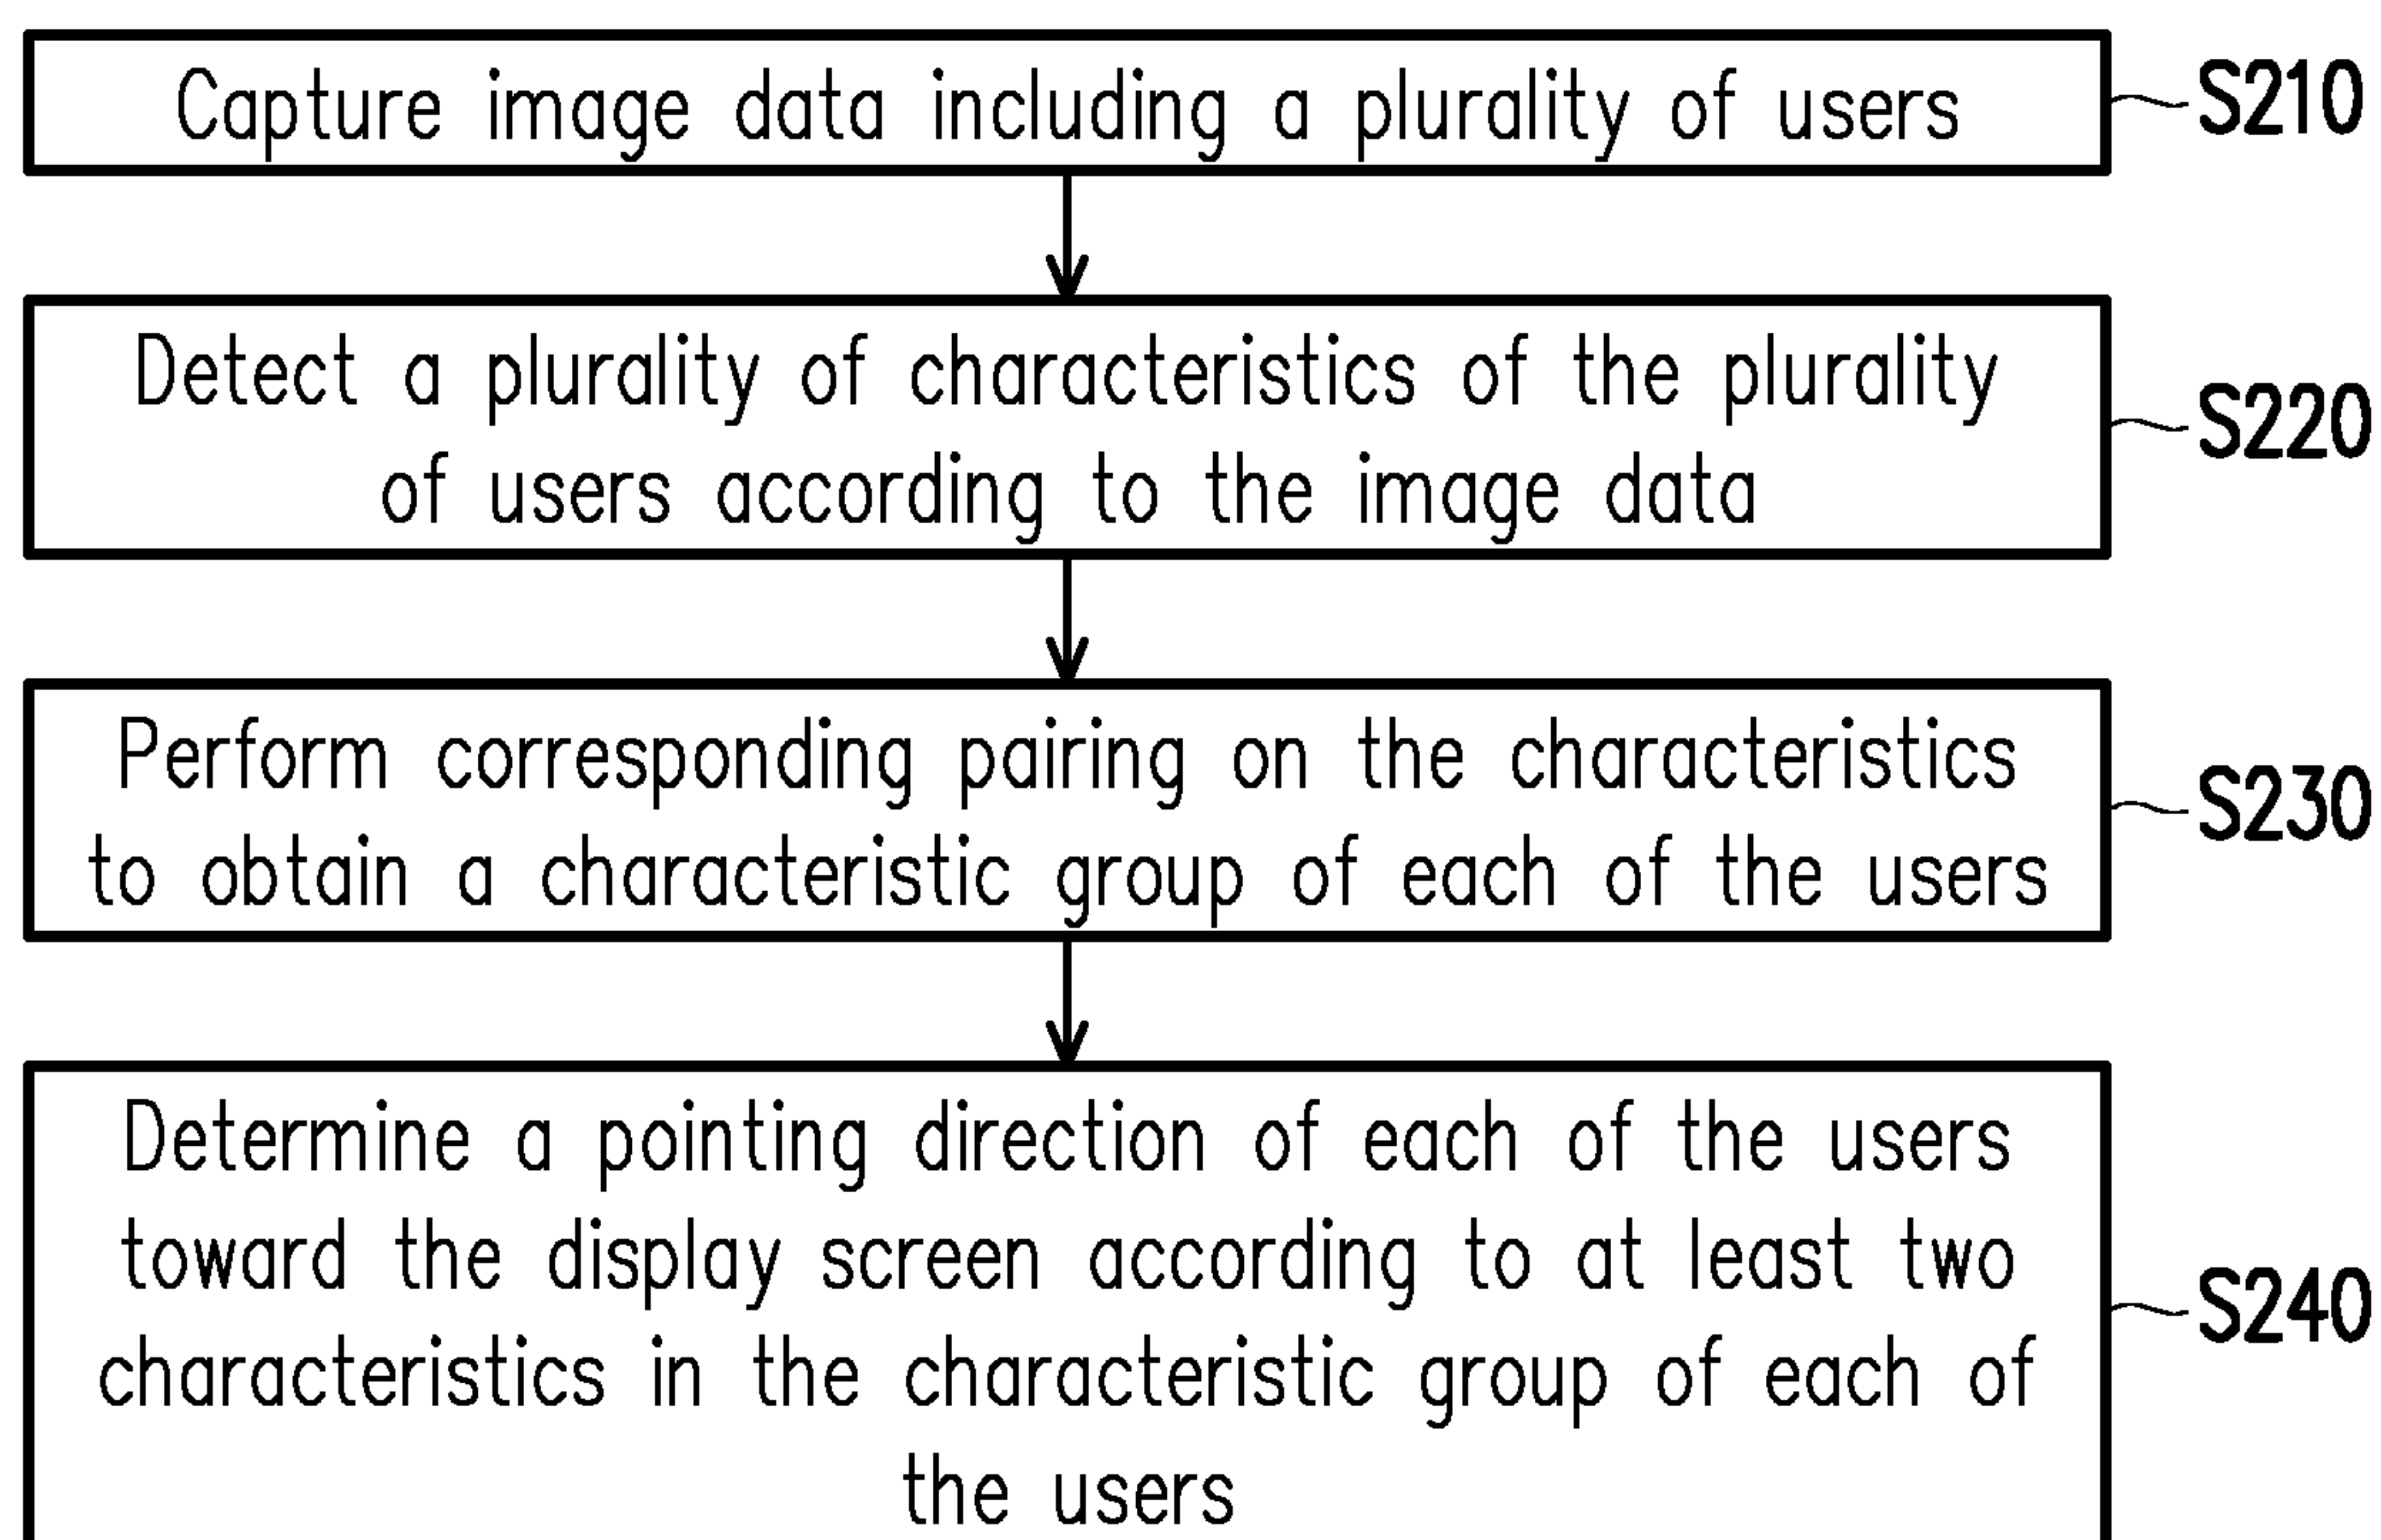 Capture image data including a plurality of users
S210
Detect a plurality of characteristics of the plurality
of users according to the image data
S220
Perform corresponding pairing on the characteristics
to obtain a characteristic group of each of the users
S230
Determine a pointing direction of each of the users
toward the display screen according to at least two
characteristics in the characteristic group of each of
the users
S240